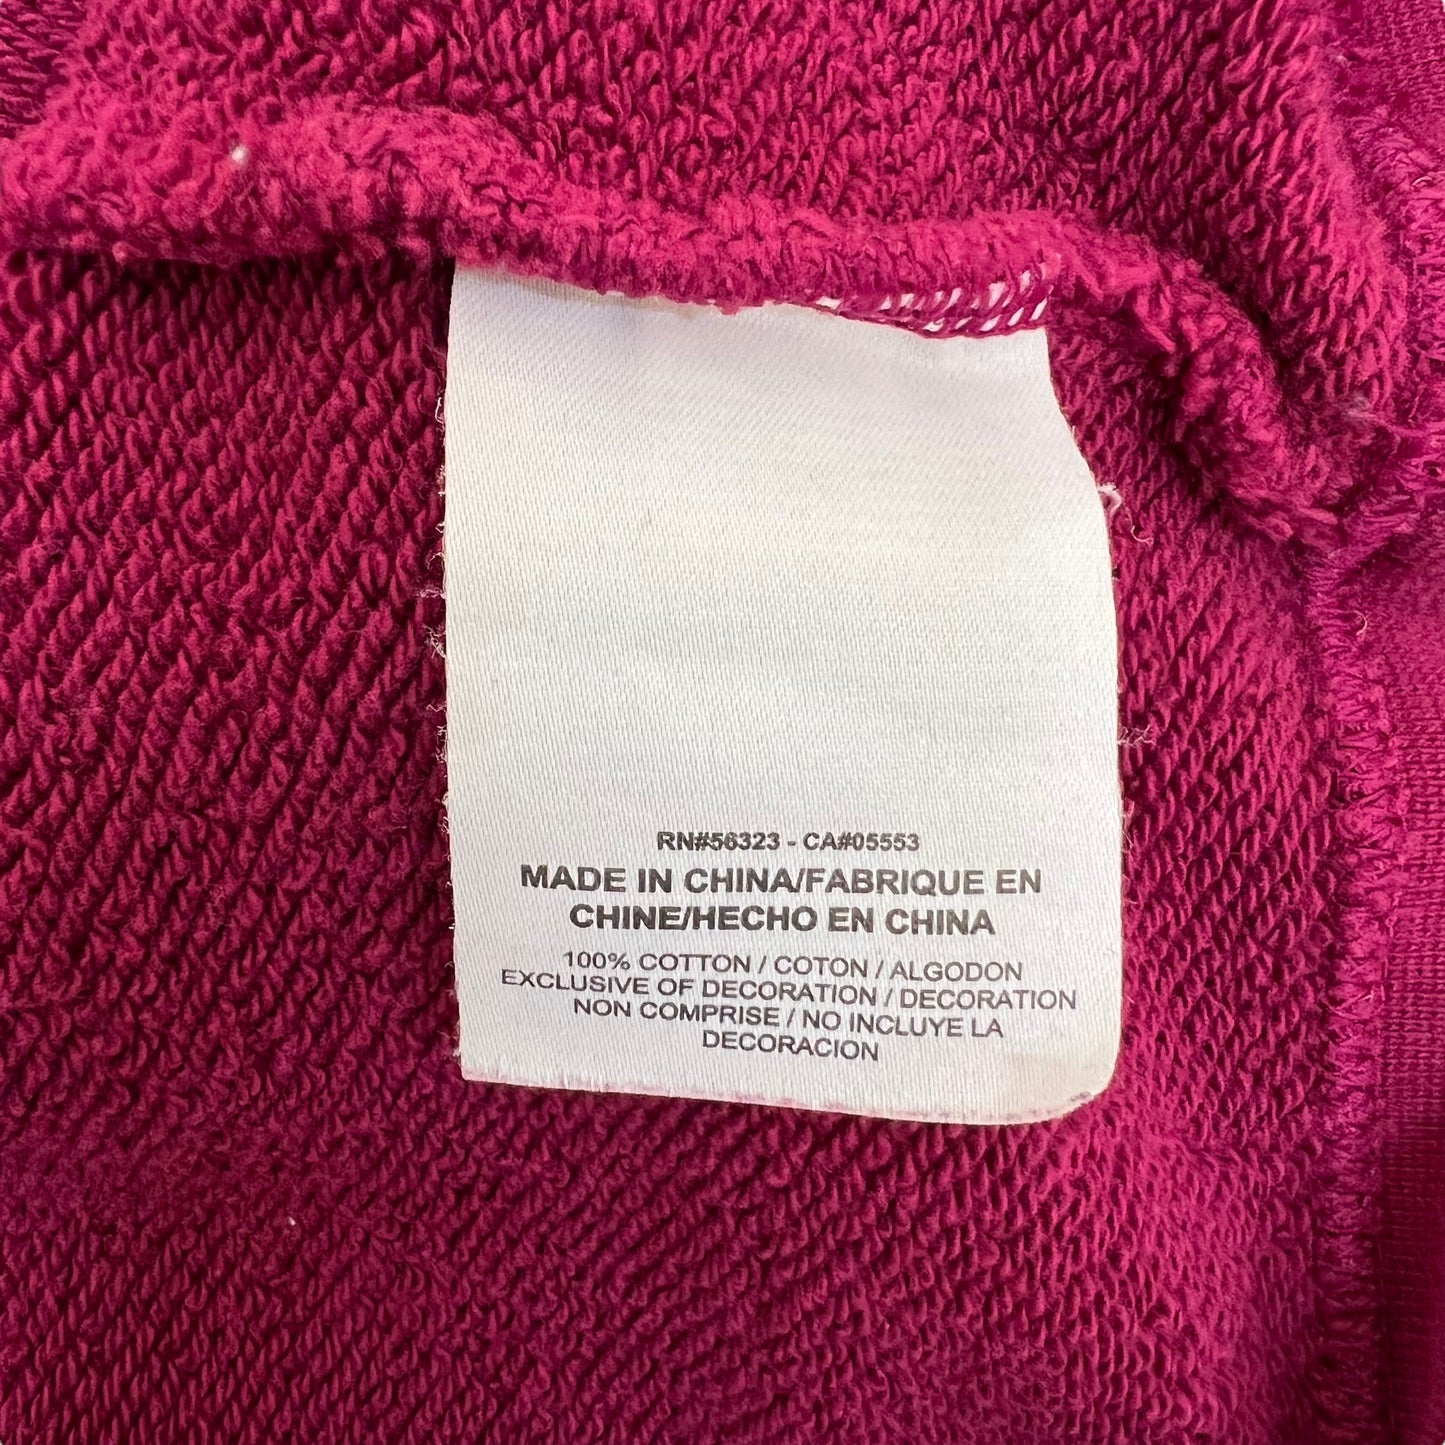 RN#56323 - CA#05553
MADE IN CHINA/FABRIQUE EN
CHINE/HECHO EN CHINA
100% COTTON / COTON / ALGODON
EXCLUSIVE OF DECORATION / DECORATION
NON COMPRISE / NO INCLUYE LA
DECORACION